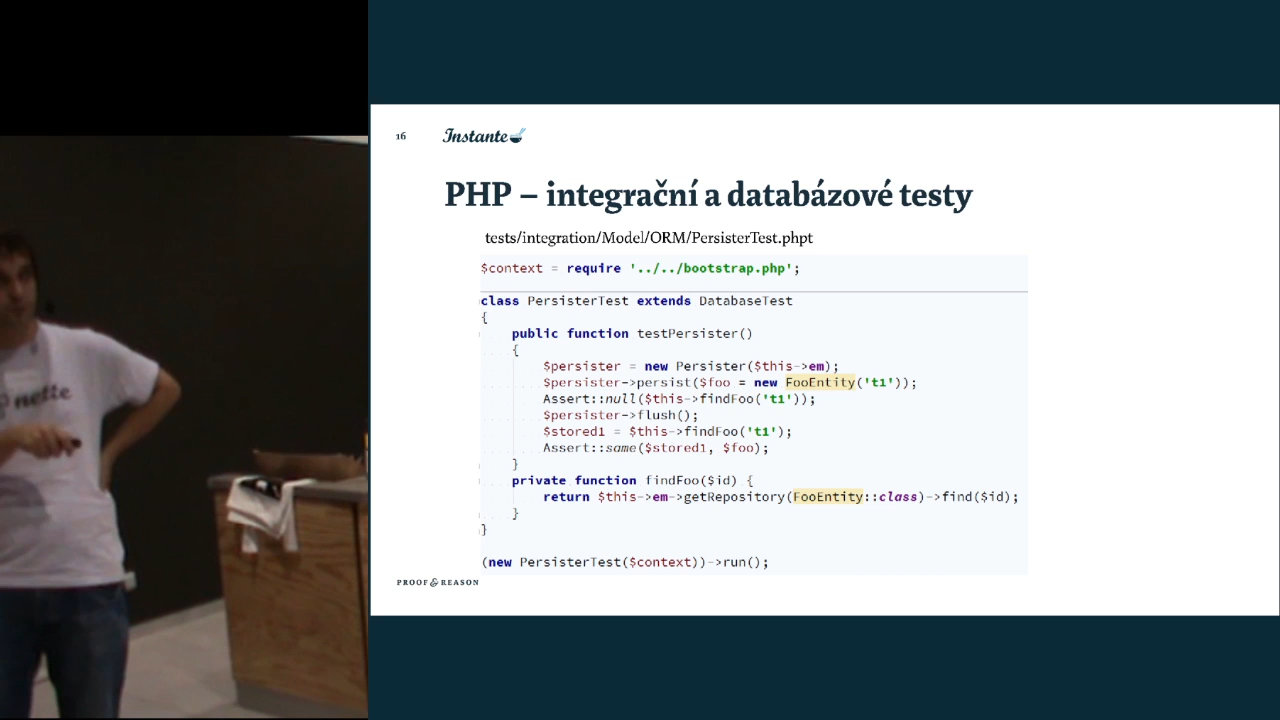 16
Instante
PHP – integrační a databázové testy
tests/integration/Model/ORM/PersisterTest.phpt
$context = require '../../bootstrap.php';
class PersisterTest extends DatabaseTest
{
public function testPersister()
{
$persister = new Persister($this->em);
$persister->persist($foo = new FooEntity('t1'));
Assert::null($this->findFoo('t1'));
$persister->flush();
$stored1 = $this->findFoo('t1');
Assert::same($stored1, $foo);
}
private function findFoo($id) {
return $this->em->getRepository(FooEntity::class)->find($id);
}
}
(new PersisterTest($context))->run();
PROOF & REASON
nette